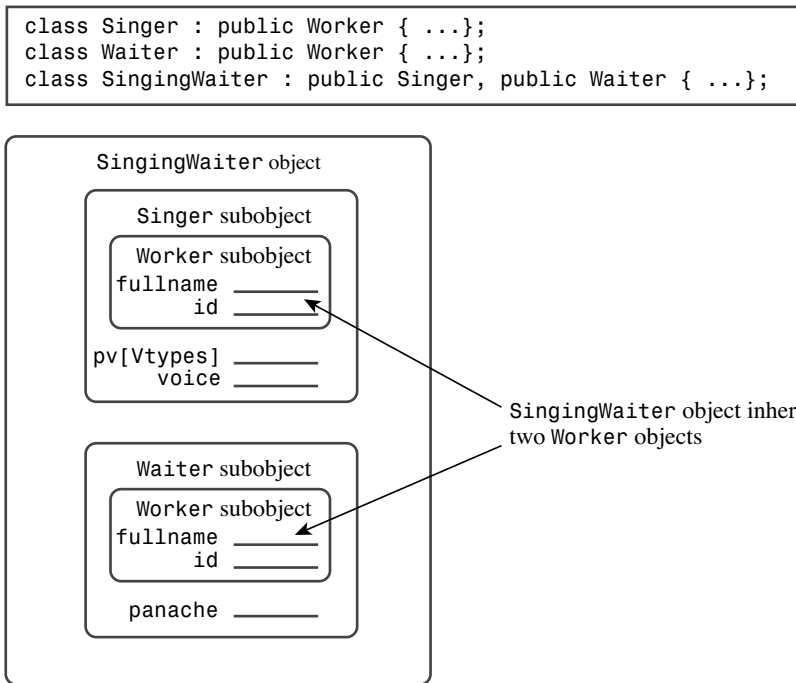 class Singer : public Worker { ...};
class Waiter : public Worker { ...};
class SingingWaiter : public Singer, public Waiter { ...};
SingingWaiter object
Singer subobject
Worker subobject
fullname
id
pv[Vtypes]
voice
SingingWaiter object inher
two Worker objects
Waiter subobject
Worker subobject
fullname
id
panache